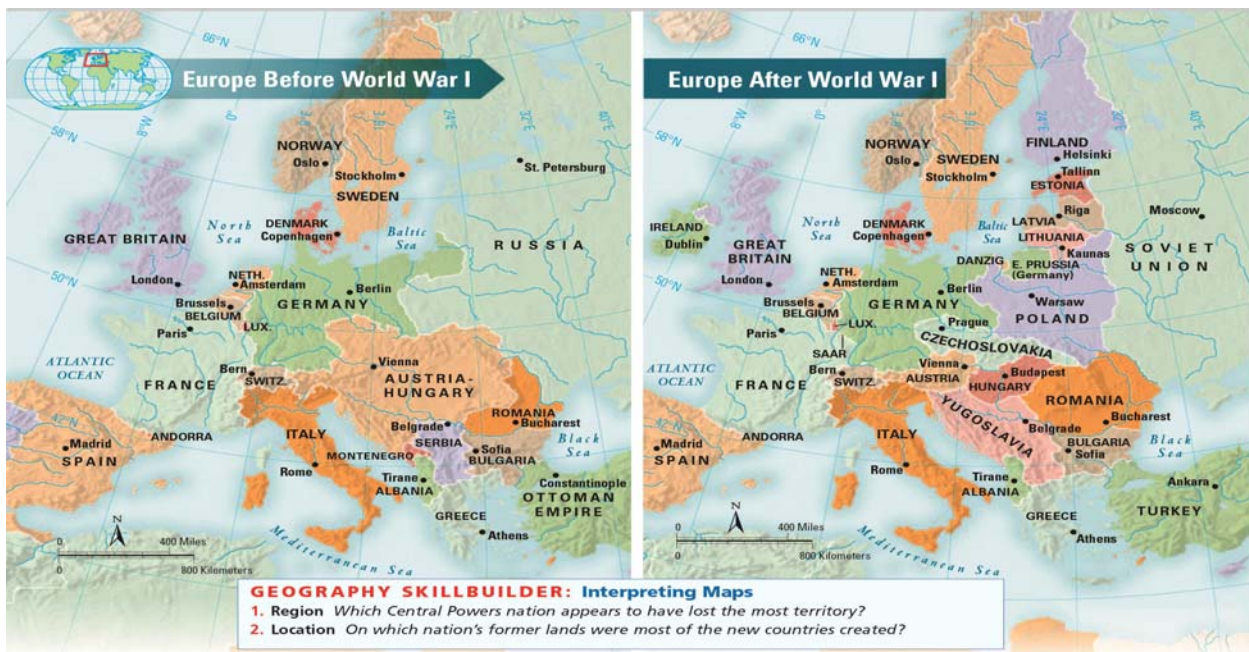 Europe Before World War I
66°N
58°N
8°W
0°
16°E
24°E
32°E
40°E
NORWAY
Oslo
Stockholm
SWEDEN
St. Petersburg
North
Sea
DENMARK
Copenhagen
Baltic
Sea
GREAT BRITAIN
RUSSIA
50°N
London
NETH.
Amsterdam
Berlin
GERMANY
Brussels
BELGIUM
Paris
LUX.
ATLANTIC
OCEAN
Vienna
Bern
SWITZ.
AUSTRIA-
HUNGARY
FRANCE
42°N
ROMANIA
Bucharest
Belgrade
SERBIA
ANDORRA
ITALY
Madrid
SPAIN
MONTENEGRO
Sofia
BULGARIA
Black
Sea
Rome
Constantinople
Tirane
ALBANIA
OTTOMAN
EMPIRE
GREECE
Athens
N
0
400 Miles
0
800 Kilometers
Mediterranean Sea
Europe After World War I
66°N
58°N
8°W
0°
16°E
24°E
32°E
40°E
NORWAY
Oslo
SWEDEN
Stockholm
FINLAND
Helsinki
Tallinn
ESTONIA
Riga
LATVIA
Moscow
IRELAND
Dublin
North
Sea
DENMARK
Copenhagen
Baltic
Sea
LITHUANIA
Kaunas
SOVIET
UNION
GREAT
BRITAIN
DANZIG
E. PRUSSIA
(Germany)
50°N
London
NETH.
Amsterdam
Berlin
Warsaw
POLAND
Brussels
BELGIUM
GERMANY
Prague
CZECHOSLOVAKIA
Paris
LUX.
SAAR
ATLANTIC
OCEAN
Bern
SWITZ.
Vienna
AUSTRIA
Budapest
HUNGARY
FRANCE
42°N
ROMANIA
Bucharest
YUGOSLAVIA
Belgrade
ANDORRA
ITALY
Madrid
SPAIN
BULGARIA
Sofia
Black
Sea
Rome
Tirane
ALBANIA
Ankara
TURKEY
GREECE
Athens
N
0
400 Miles
0
800 Kilometers
Mediterranean Sea
GEOGRAPHY SKILLBUILDER: Interpreting Maps
1. Region Which Central Powers nation appears to have lost the most territory?
2. Location On which nation's former lands were most of the new countries created?